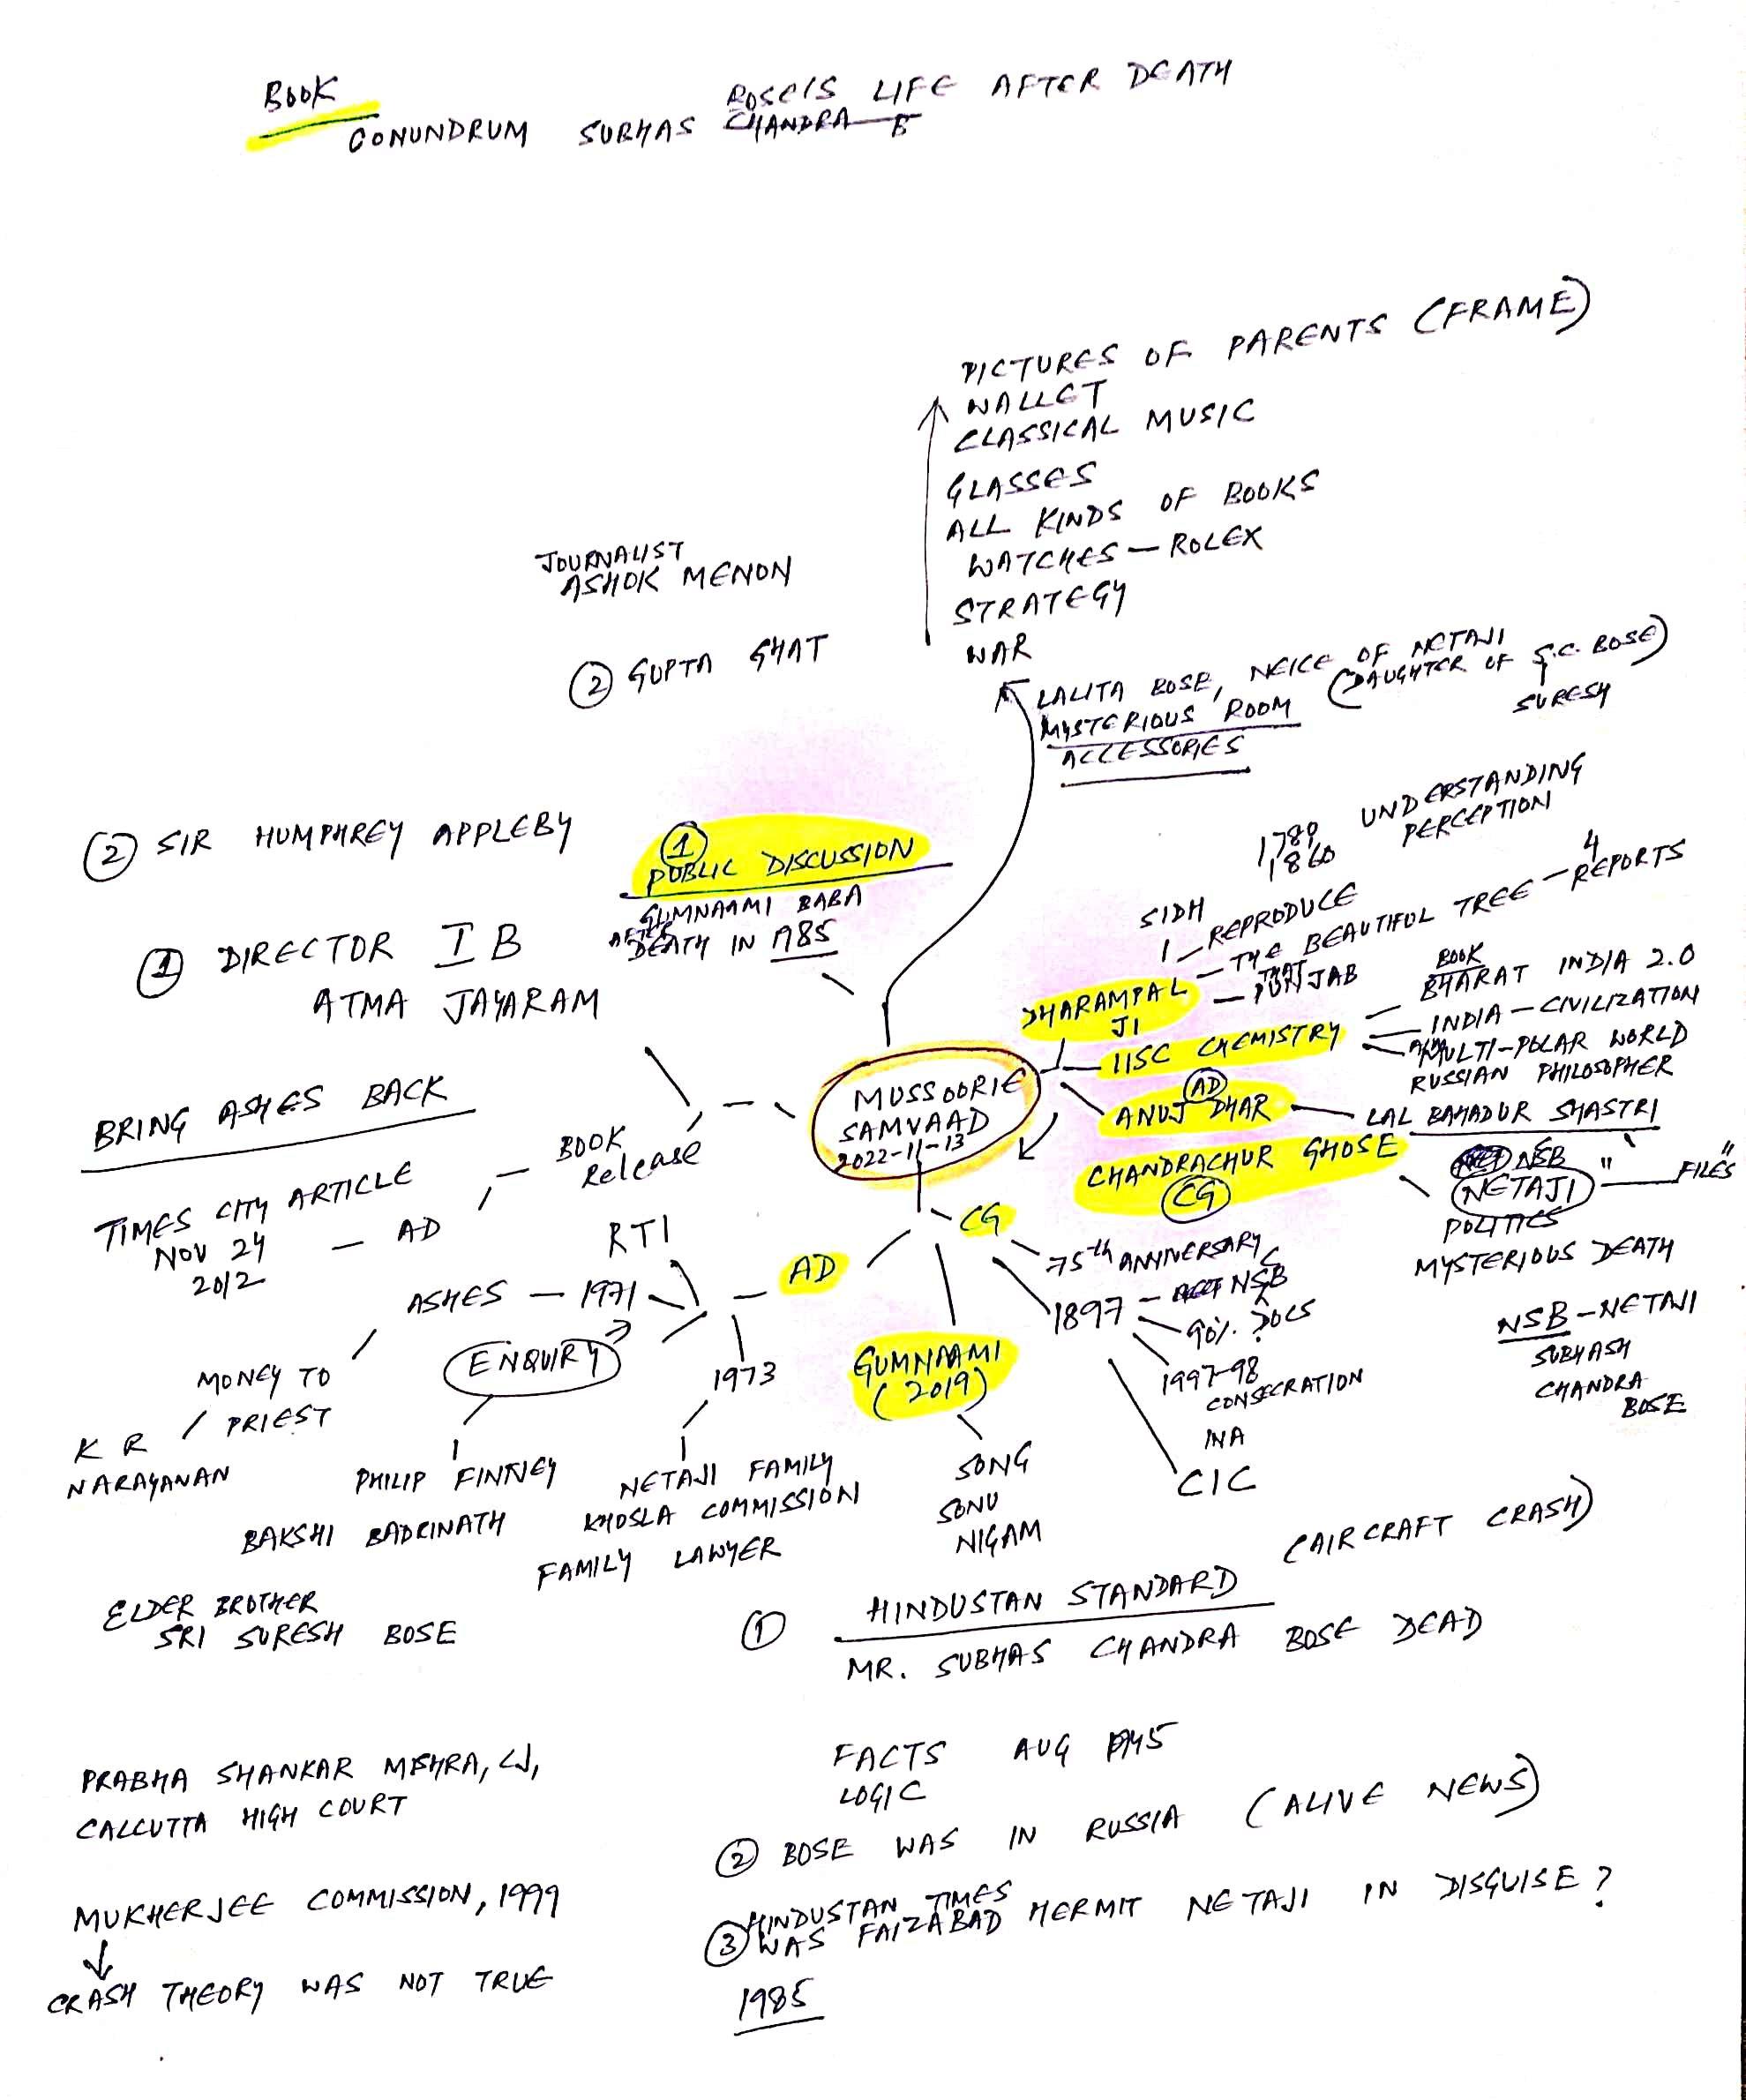 BOOK
BOSE'S LIFE AFTER DEATH
CONUNDRUM SUBHAS CHANDRA B
PICTURES OF PARENTS (FRAME)
WALLET
CLASSICAL MUSIC
GLASSES
ALL KINDS OF BOOKS
WATCHES - ROLEX
STRATEGY
WAR
JOURNALIST
ASHOK MENON
② GUPTA GHAT
LALITA BOSE, NEICE OF NETAJI
(DAUGHTER OF S.C. BOSE)
SURESH
MYSTERIOUS ROOM
ACCESSORIES
② SIR HUMPHREY APPLEBY
①
PUBLIC DISCUSSION
GUMNAAMI BABA
AFTER
DEATH IN 1985
① DIRECTOR IB
ATMA JAYARAM
UNDERSTANDING
PERCEPTION
1780
1860
SIDH
REPRODUCE
THE BEAUTIFUL TREE - 4 REPORTS
THAT
PUNJAB
DHARAMPAL
JI
BOOK
BHARAT INDIA 2.0
IISC CHEMISTRY
INDIA - CIVILIZATION
MULTI-POLAR WORLD
RUSSIAN PHILOSOPHER
MUSSOORIE
SAMVAAD
2022-11-13
AD
ANUJ DHAR
LAL BAHADUR SHASTRI
CHANDRACHUR GHOSE
CG
NSB " "
NETAJI FILES
POLITICS
MYSTERIOUS DEATH
NSB - NETAJI
SUBHASH
CHANDRA
BOSE
BRING ASHES BACK
BOOK
Release
TIMES CITY ARTICLE
NOV 24 - AD
2012
RTI
ASHES - 1971
ENQUIRY
1973
AD
CG
75th ANNIVERSARY
1897 - NSB
90% DOCS
1997-98
CONSECRATION
INA
CIC
GUMNAAMI
(2019)
SONG
SONU
NIGAM
MONEY TO
PRIEST
K R
NARAYANAN
PHILIP FINNEY
BAKSHI BADRINATH
NETAJI FAMILY
KHOSLA COMMISSION
FAMILY LAWYER
ELDER BROTHER
SRI SURESH BOSE
(AIRCRAFT CRASH)
① HINDUSTAN STANDARD
MR. SUBHAS CHANDRA BOSE DEAD
FACTS AUG 1945
LOGIC
② BOSE WAS IN RUSSIA (ALIVE NEWS)
HINDUSTAN TIMES
③ WAS FAIZABAD HERMIT NETAJI IN DISGUISE?
1985
PRABHA SHANKAR MISHRA, CJ,
CALCUTTA HIGH COURT
MUKHERJEE COMMISSION, 1999
CRASH THEORY WAS NOT TRUE